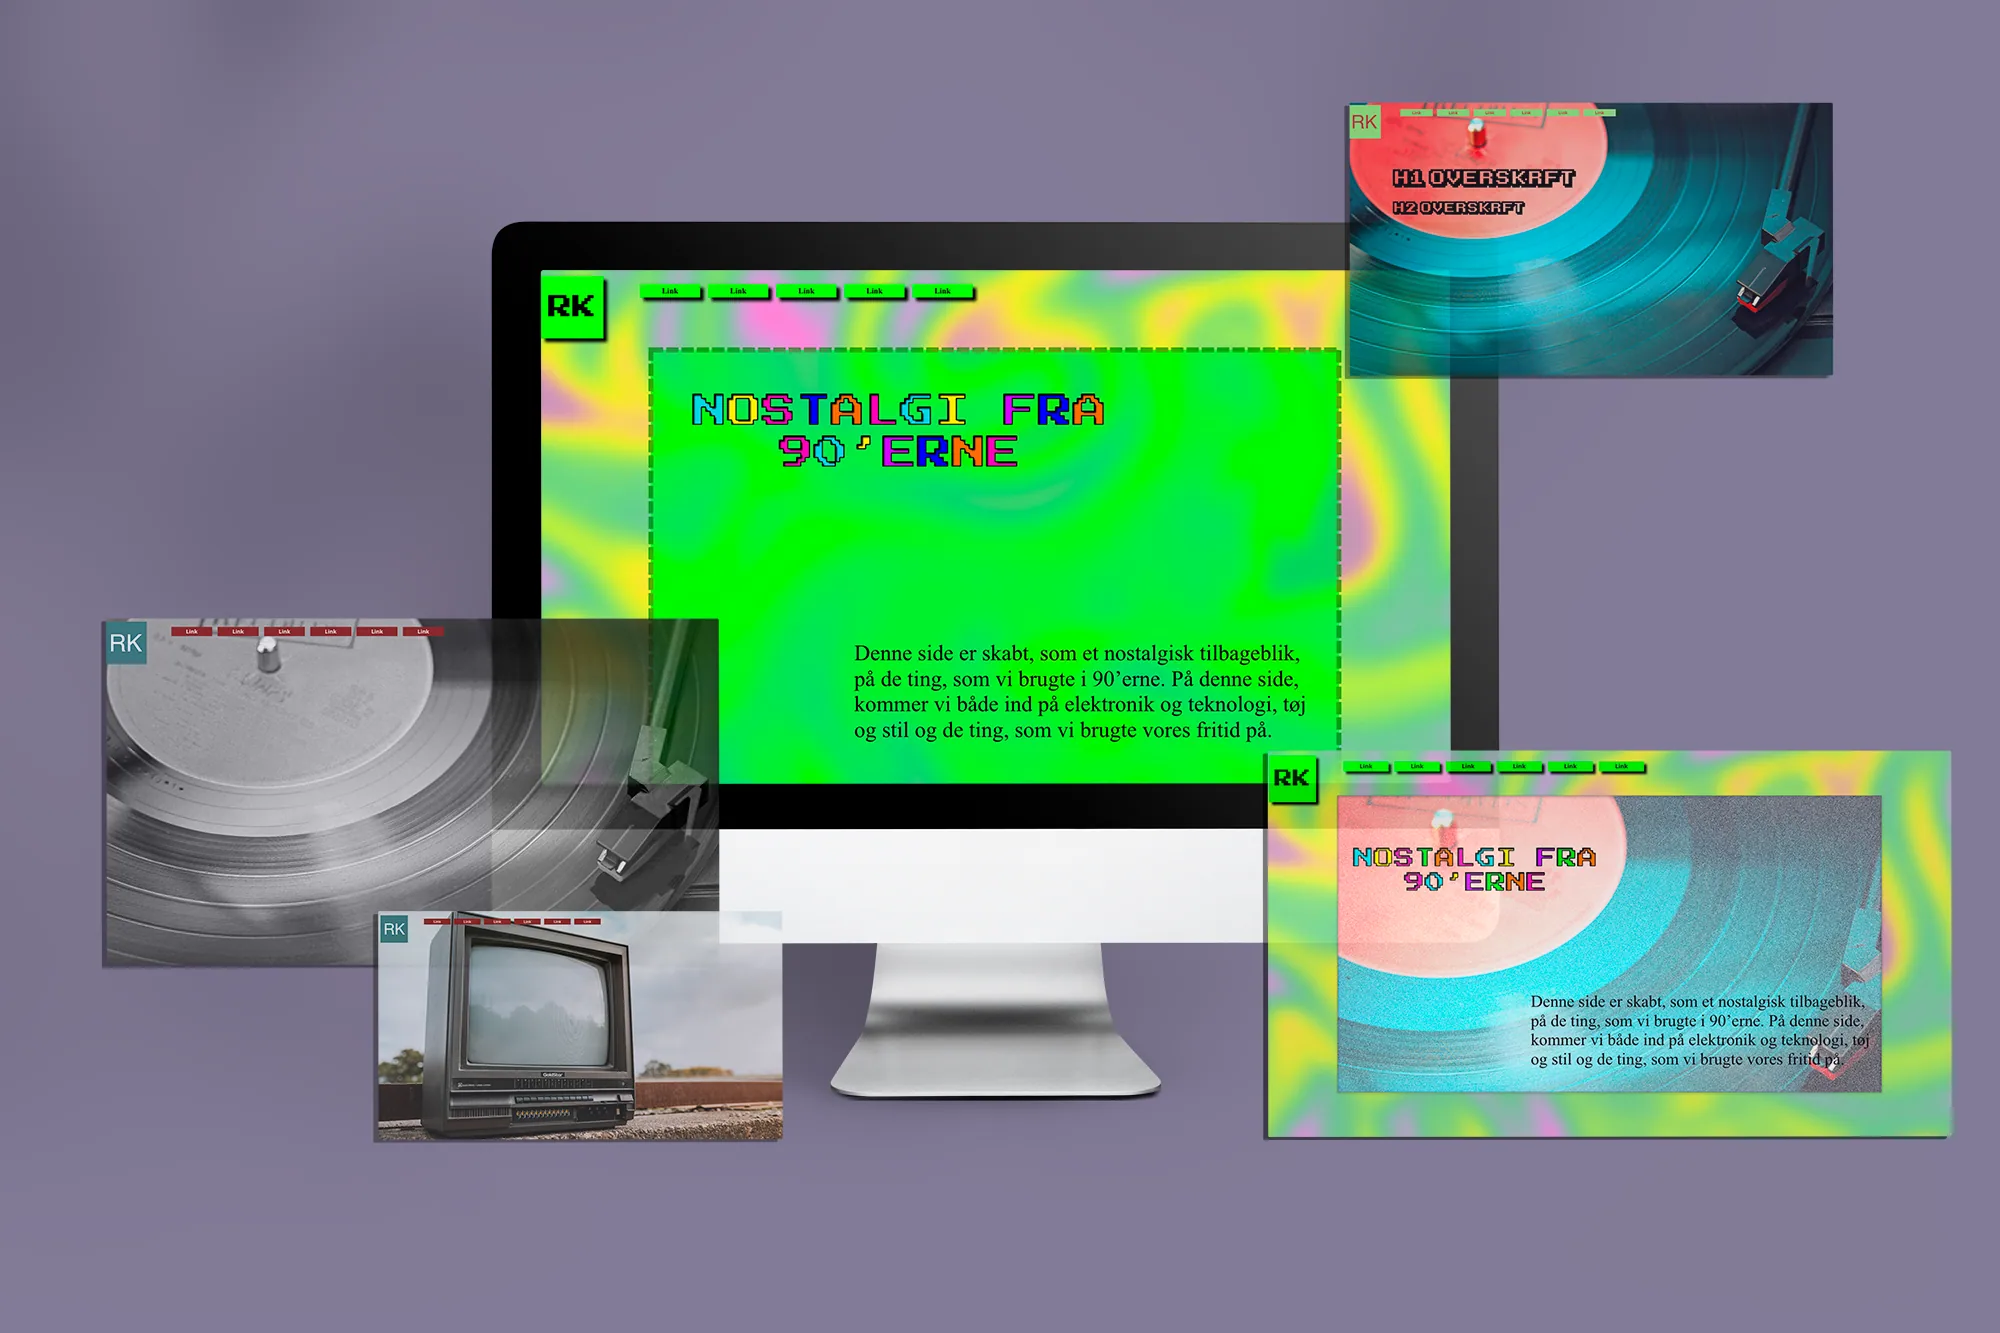 RK
Link Link Link Link Link Link
H1 OVERSKRFT
H2 OVERSKRFT
RK
Link Link Link Link Link
NOSTALGI FRA
90'ERNE
Denne side er skabt, som et nostalgisk tilbageblik,
på de ting, som vi brugte i 90’erne. På denne side,
kommer vi både ind på elektronik og teknologi, tøj
og stil og de ting, som vi brugte vores fritid på.
RK
Link Link Link Link Link Link
RK
Link Link Link Link Link Link
GoldStar
RK
Link Link Link Link Link Link
NOSTALGI FRA
90'ERNE
Denne side er skabt, som et nostalgisk tilbageblik,
på de ting, som vi brugte i 90’erne. På denne side,
kommer vi både ind på elektronik og teknologi, tøj
og stil og de ting, som vi brugte vores fritid på.